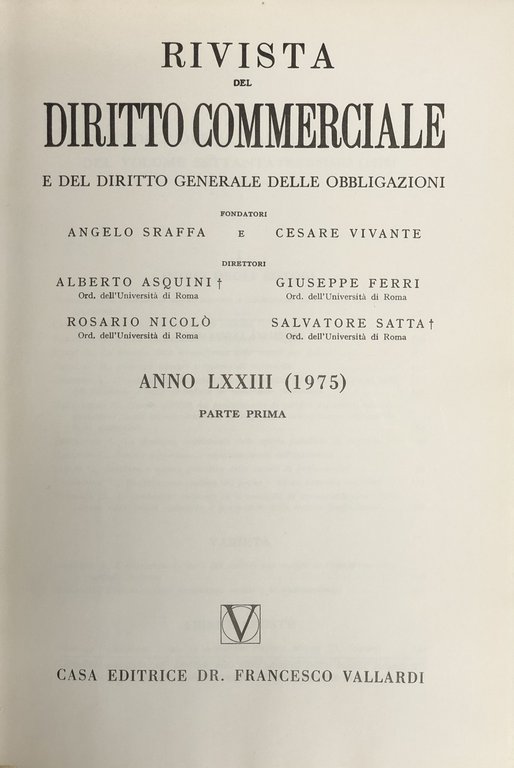 RIVISTA
DEL
DIRITTO COMMERCIALE
E DEL DIRITTO GENERALE DELLE OBBLIGAZIONI
FONDATORI
ANGELO SRAFFA E CESARE VIVANTE
DIRETTORI
ALBERTO ASQUINI † GIUSEPPE FERRI
Ord. dell'Università di Roma Ord. dell'Università di Roma
ROSARIO NICOLÒ SALVATORE SATTA †
Ord. dell'Università di Roma Ord. dell'Università di Roma
ANNO LXXIII (1975)
PARTE PRIMA
V
CASA EDITRICE DR. FRANCESCO VALLARDI